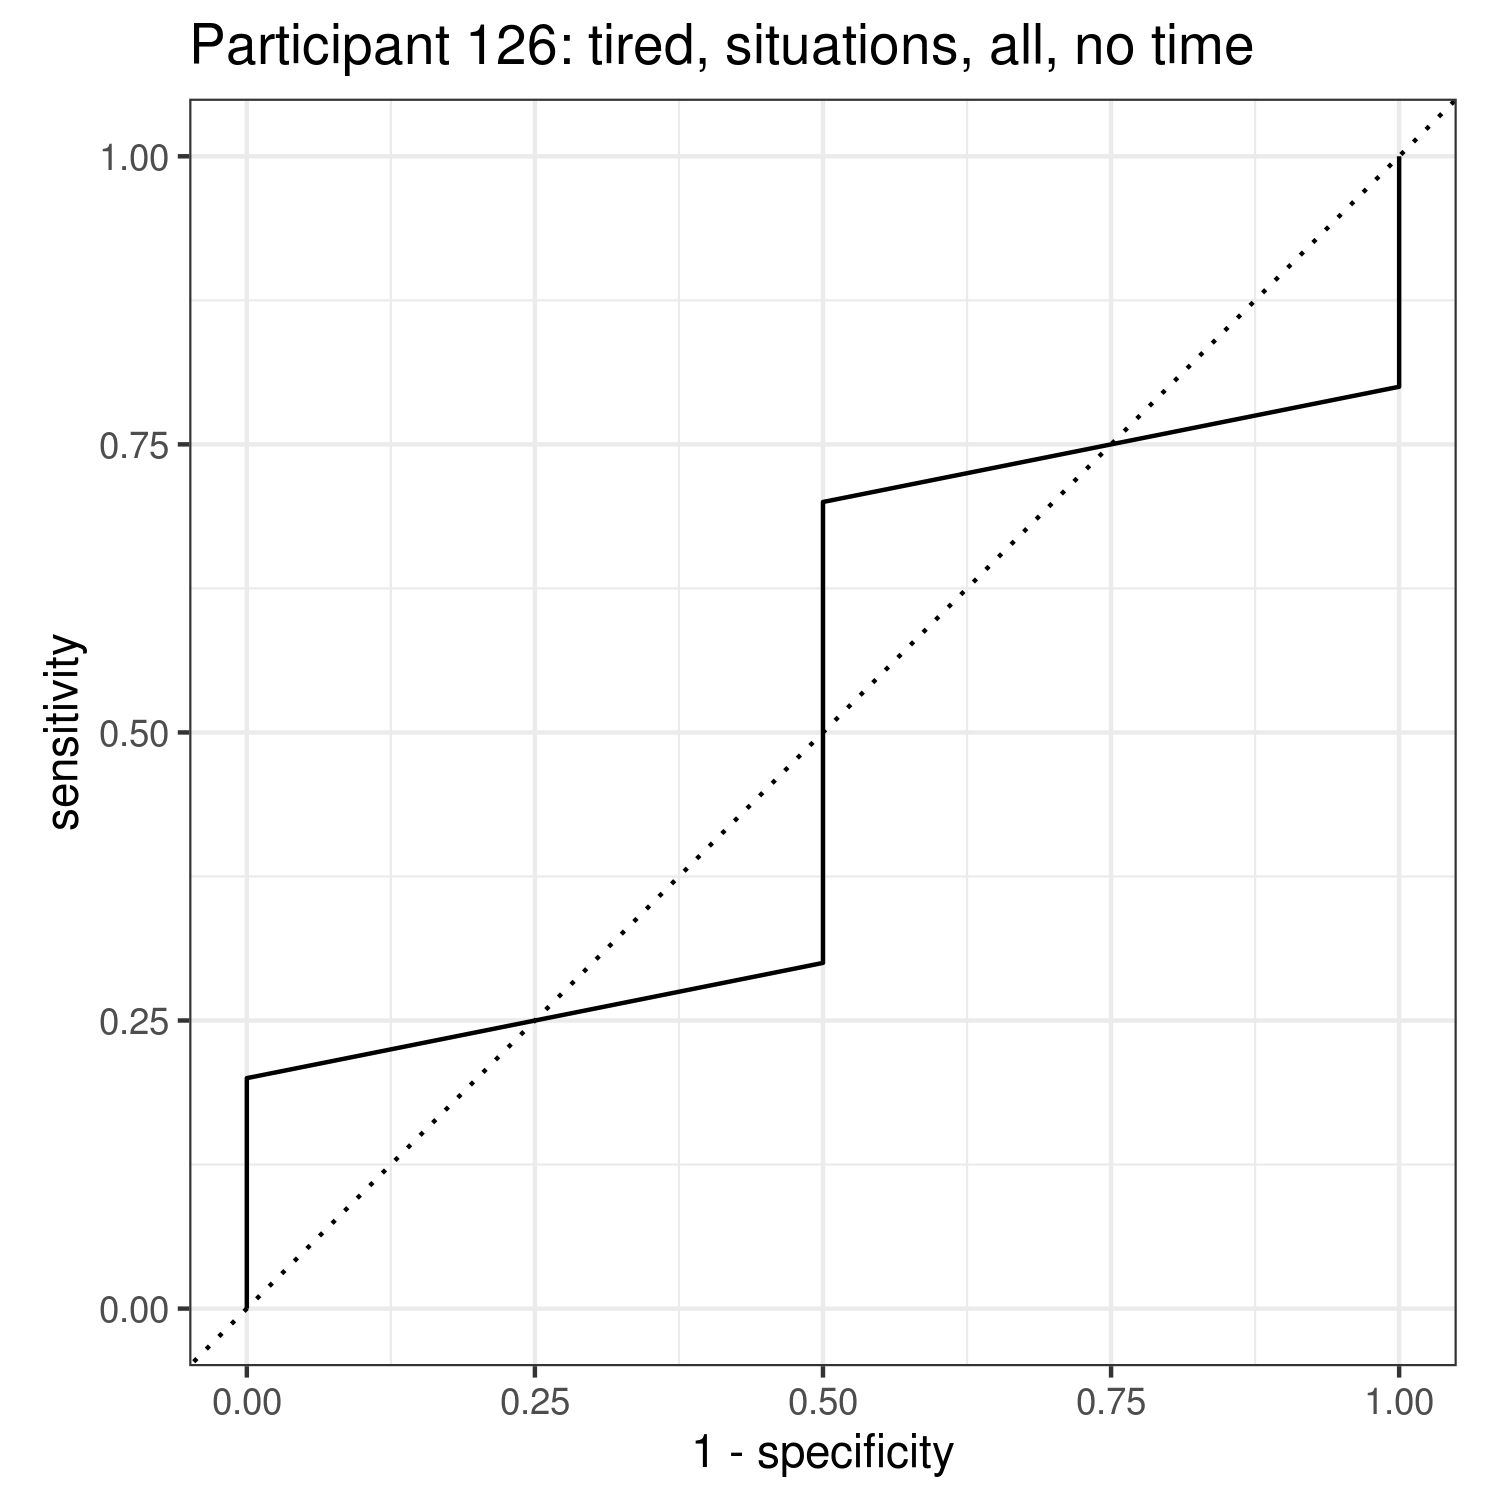 Participant 126: tired, situations, all, no time
1.00
0.75
0.50
0.25
0.00
sensitivity
0.00 0.25 0.50 0.75 1.00
1 - specificity